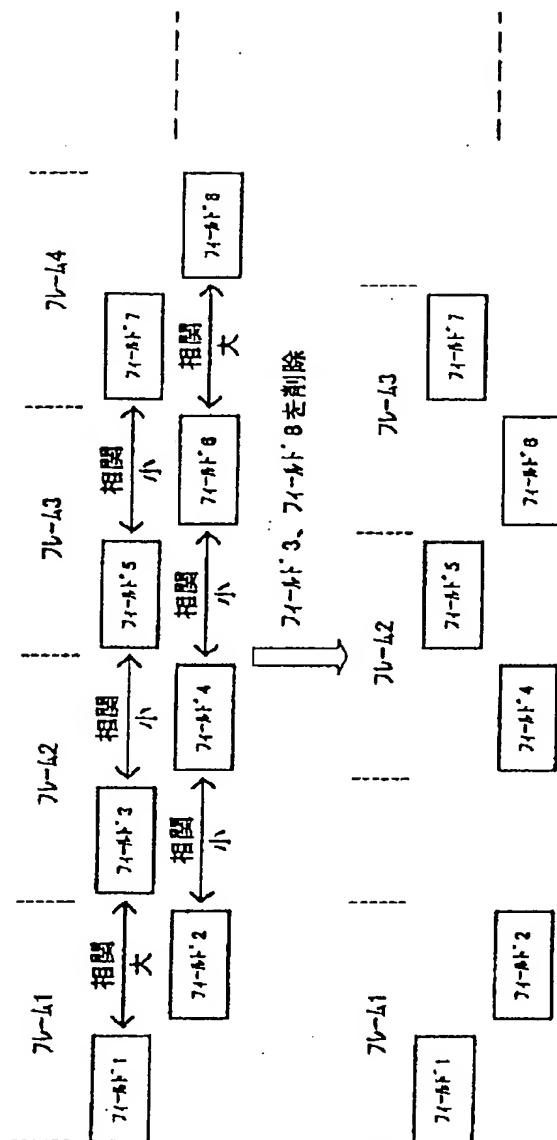 フレーム1
フレーム2
フレーム3
フレーム4
フィールド1
相関
大
フィールド3
相関
小
フィールド5
相関
小
フィールド7
フィールド2
相関
小
フィールド4
相関
小
フィールド6
相関
大
フィールド8
フィールド3、フィールド8を削除
フレーム1
フレーム2
フレーム3
フィールド1
フィールド5
フィールド7
フィールド2
フィールド4
フィールド6